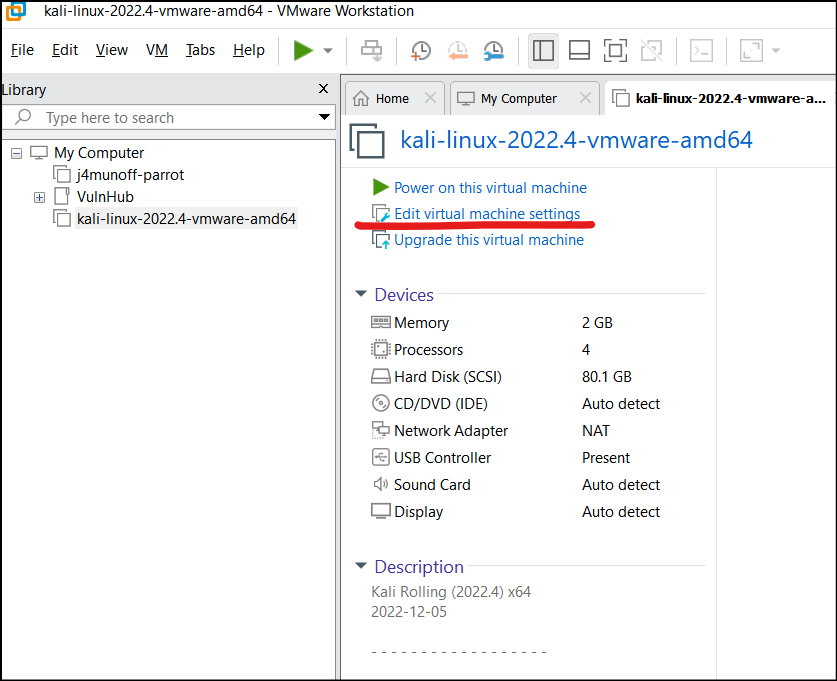 kali-linux-2022.4-vmware-amd64 - VMware Workstation
File Edit View VM Tabs Help
Library
Home My Computer kali-linux-2022.4-vmware-a...
Type here to search
kali-linux-2022.4-vmware-amd64
My Computer
j4munoff-parrot
VulnHub
kali-linux-2022.4-vmware-amd64
Power on this virtual machine
Edit virtual machine settings
Upgrade this virtual machine
Devices
Memory 2 GB
Processors 4
Hard Disk (SCSI) 80.1 GB
CD/DVD (IDE) Auto detect
Network Adapter NAT
USB Controller Present
Sound Card Auto detect
Display Auto detect
Description
Kali Rolling (2022.4) x64
2022-12-05
- - - - - - - - - - - - - - - - - -